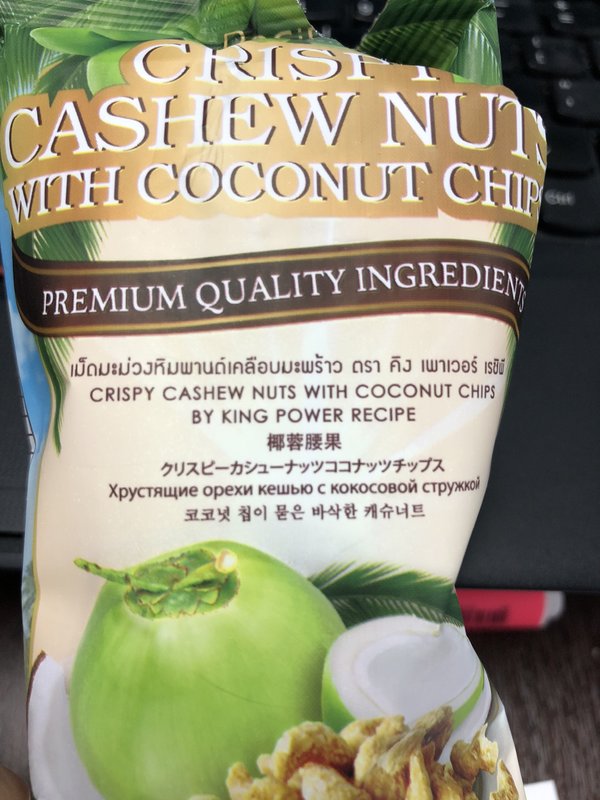 CRISPY
CASHEW NUTS
WITH COCONUT CHIPS
PREMIUM QUALITY INGREDIENTS
เม็ดมะม่วงหิมพานต์เคลือบมะพร้าว ตรา คิง เพาเวอร์ เรซิพี
CRISPY CASHEW NUTS WITH COCONUT CHIPS
BY KING POWER RECIPE
椰蓉腰果
クリスピーカシューナッツココナッツチップス
Хрустящие орехи кешью с кокосовой стружкой
코코넛 칩이 묻은 바삭한 캐슈너트
Ctrl